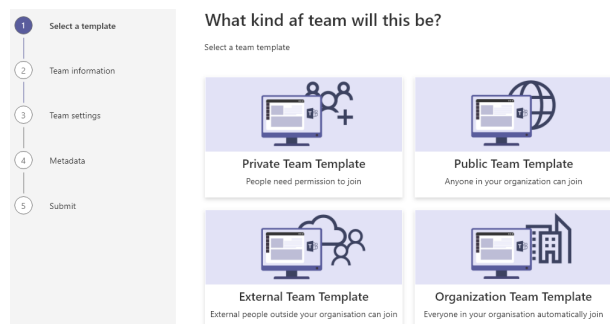 1 Select a template
2 Team information
3 Team settings
4 Metadata
5 Submit
What kind af team will this be?
Select a team template
Private Team Template
People need permission to join
Public Team Template
Anyone in your organization can join
External Team Template
External people outside your organisation can join
Organization Team Template
Everyone in your organisation automatically join